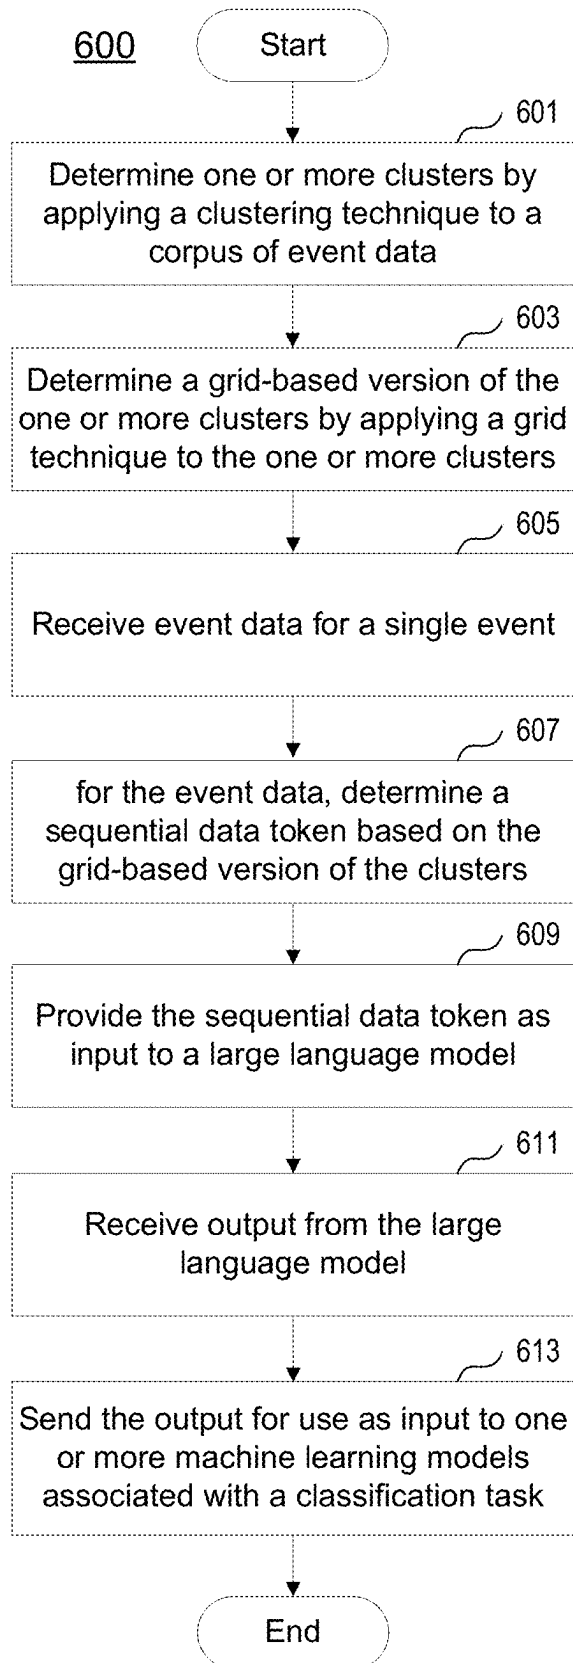 600
Start
601
Determine one or more clusters by
applying a clustering technique to a
corpus of event data
603
Determine a grid-based version of the
one or more clusters by applying a grid
technique to the one or more clusters
605
Receive event data for a single event
607
for the event data, determine a
sequential data token based on the
grid-based version of the clusters
609
Provide the sequential data token as
input to a large language model
611
Receive output from the large
language model
613
Send the output for use as input to one
or more machine learning models
associated with a classification task
End